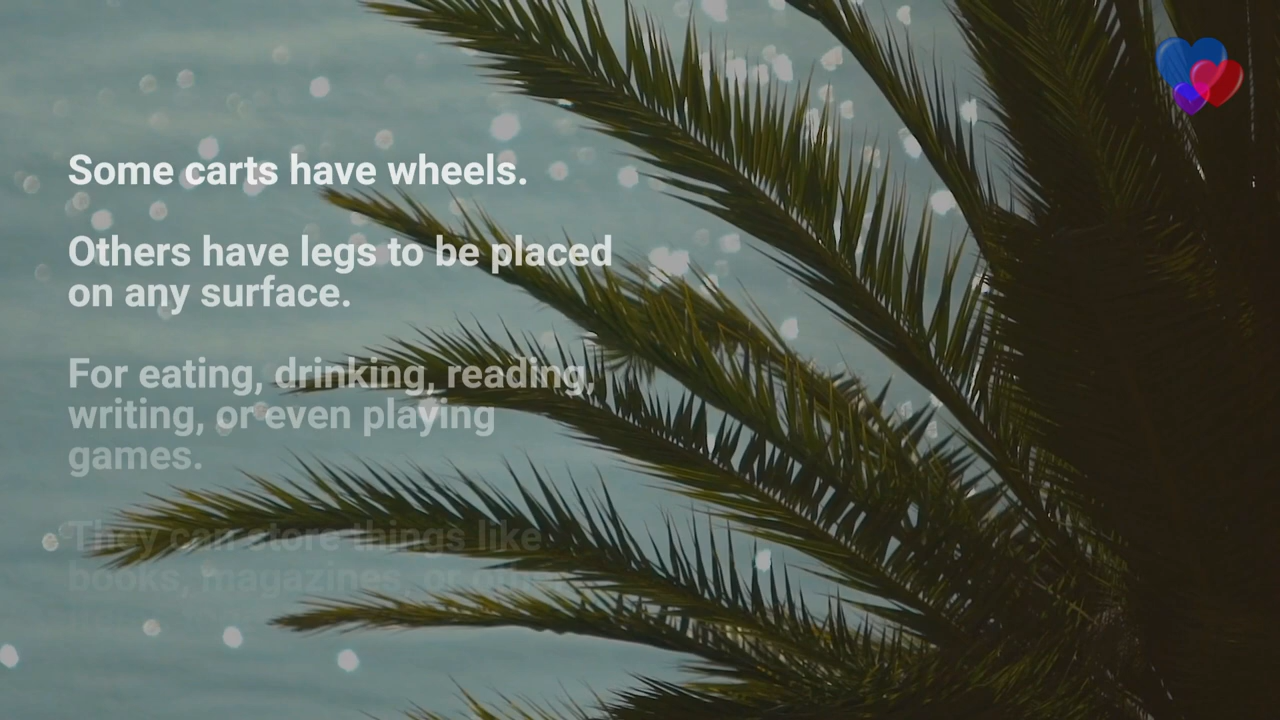 Some carts have wheels.
Others have legs to be placed
on any surface.
For eating, drinking, reading,
writing, or even playing
games.
They can store things like
books, magazines, or